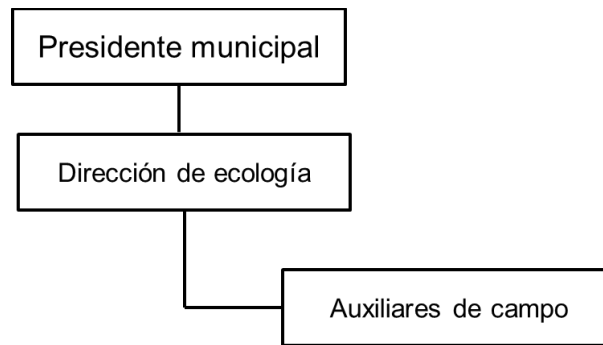 Presidente municipal
Dirección de ecología
Auxiliares de campo